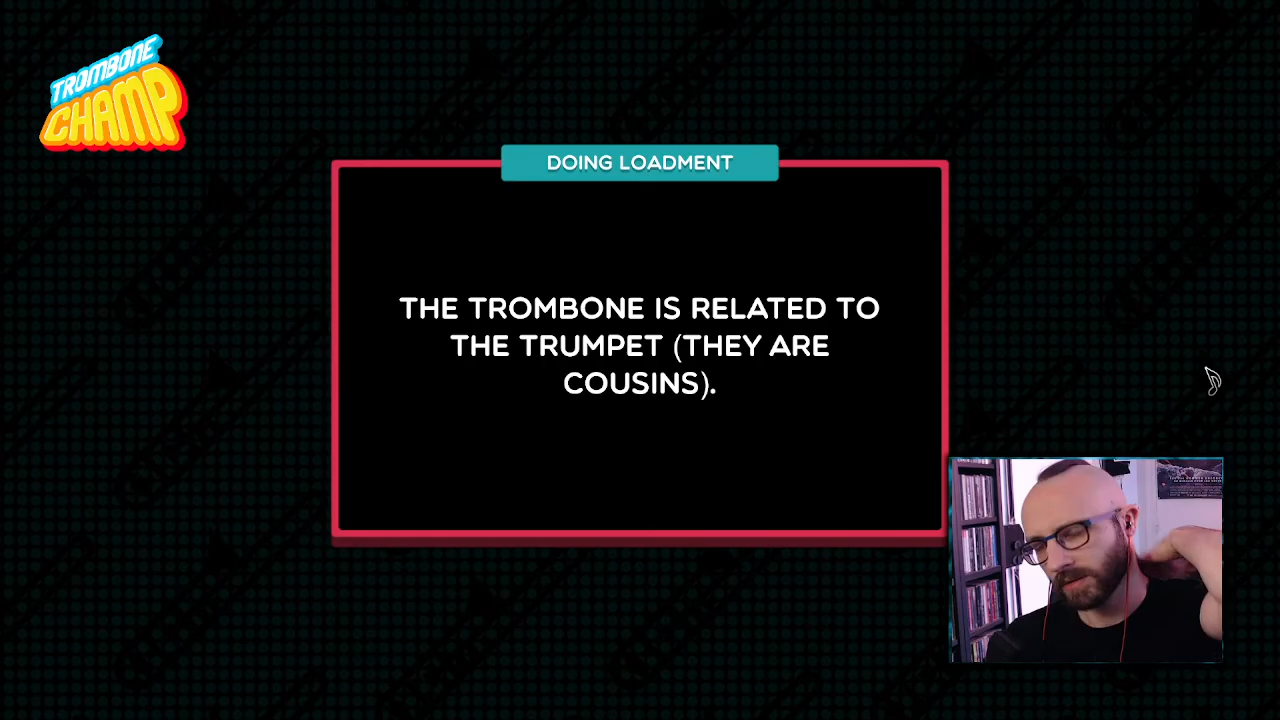 TROMBONE
CHAMP
DOING LOADMENT
THE TROMBONE IS RELATED TO
THE TRUMPET (THEY ARE
COUSINS).